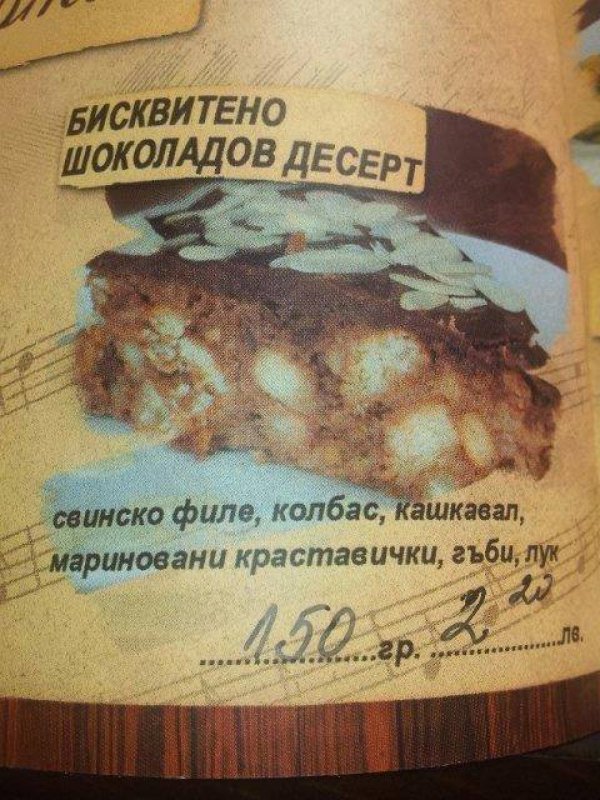 БИСКВИТЕНО
ШОКОЛАДОВ ДЕСЕРТ
свинско филе, колбас, кашкавал,
мариновани краставички, гъби, лук
150 гр. 2 20 лв.